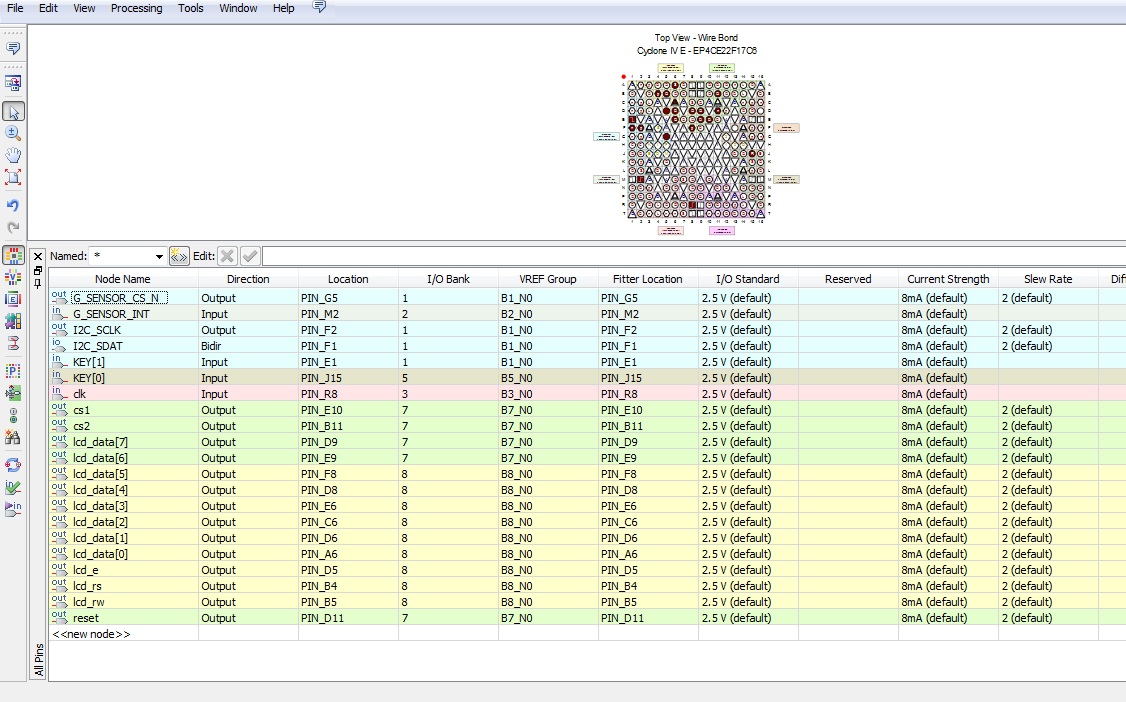 File Edit View Processing Tools Window Help
Top View - Wire Bond
Cyclone IV E - EP4CE22F17C6
Named: * Edit:
Node Name Direction Location I/O Bank VREF Group Fitter Location I/O Standard Reserved Current Strength Slew Rate Diff
out G_SENSOR_CS_N Output PIN_G5 1 B1_N0 PIN_G5 2.5 V (default) 8mA (default) 2 (default)
in G_SENSOR_INT Input PIN_M2 2 B2_N0 PIN_M2 2.5 V (default) 8mA (default)
out I2C_SCLK Output PIN_F2 1 B1_N0 PIN_F2 2.5 V (default) 8mA (default) 2 (default)
io I2C_SDAT Bidir PIN_F1 1 B1_N0 PIN_F1 2.5 V (default) 8mA (default) 2 (default)
in KEY[1] Input PIN_E1 1 B1_N0 PIN_E1 2.5 V (default) 8mA (default)
in KEY[0] Input PIN_J15 5 B5_N0 PIN_J15 2.5 V (default) 8mA (default)
in clk Input PIN_R8 3 B3_N0 PIN_R8 2.5 V (default) 8mA (default)
out cs1 Output PIN_E10 7 B7_N0 PIN_E10 2.5 V (default) 8mA (default) 2 (default)
out cs2 Output PIN_B11 7 B7_N0 PIN_B11 2.5 V (default) 8mA (default) 2 (default)
out lcd_data[7] Output PIN_D9 7 B7_N0 PIN_D9 2.5 V (default) 8mA (default) 2 (default)
out lcd_data[6] Output PIN_E9 7 B7_N0 PIN_E9 2.5 V (default) 8mA (default) 2 (default)
out lcd_data[5] Output PIN_F8 8 B8_N0 PIN_F8 2.5 V (default) 8mA (default) 2 (default)
out lcd_data[4] Output PIN_D8 8 B8_N0 PIN_D8 2.5 V (default) 8mA (default) 2 (default)
out lcd_data[3] Output PIN_E6 8 B8_N0 PIN_E6 2.5 V (default) 8mA (default) 2 (default)
out lcd_data[2] Output PIN_C6 8 B8_N0 PIN_C6 2.5 V (default) 8mA (default) 2 (default)
out lcd_data[1] Output PIN_D6 8 B8_N0 PIN_D6 2.5 V (default) 8mA (default) 2 (default)
out lcd_data[0] Output PIN_A6 8 B8_N0 PIN_A6 2.5 V (default) 8mA (default) 2 (default)
out lcd_e Output PIN_D5 8 B8_N0 PIN_D5 2.5 V (default) 8mA (default) 2 (default)
out lcd_rs Output PIN_B4 8 B8_N0 PIN_B4 2.5 V (default) 8mA (default) 2 (default)
out lcd_rw Output PIN_B5 8 B8_N0 PIN_B5 2.5 V (default) 8mA (default) 2 (default)
out reset Output PIN_D11 7 B7_N0 PIN_D11 2.5 V (default) 8mA (default) 2 (default)
<<new node>>
All Pins